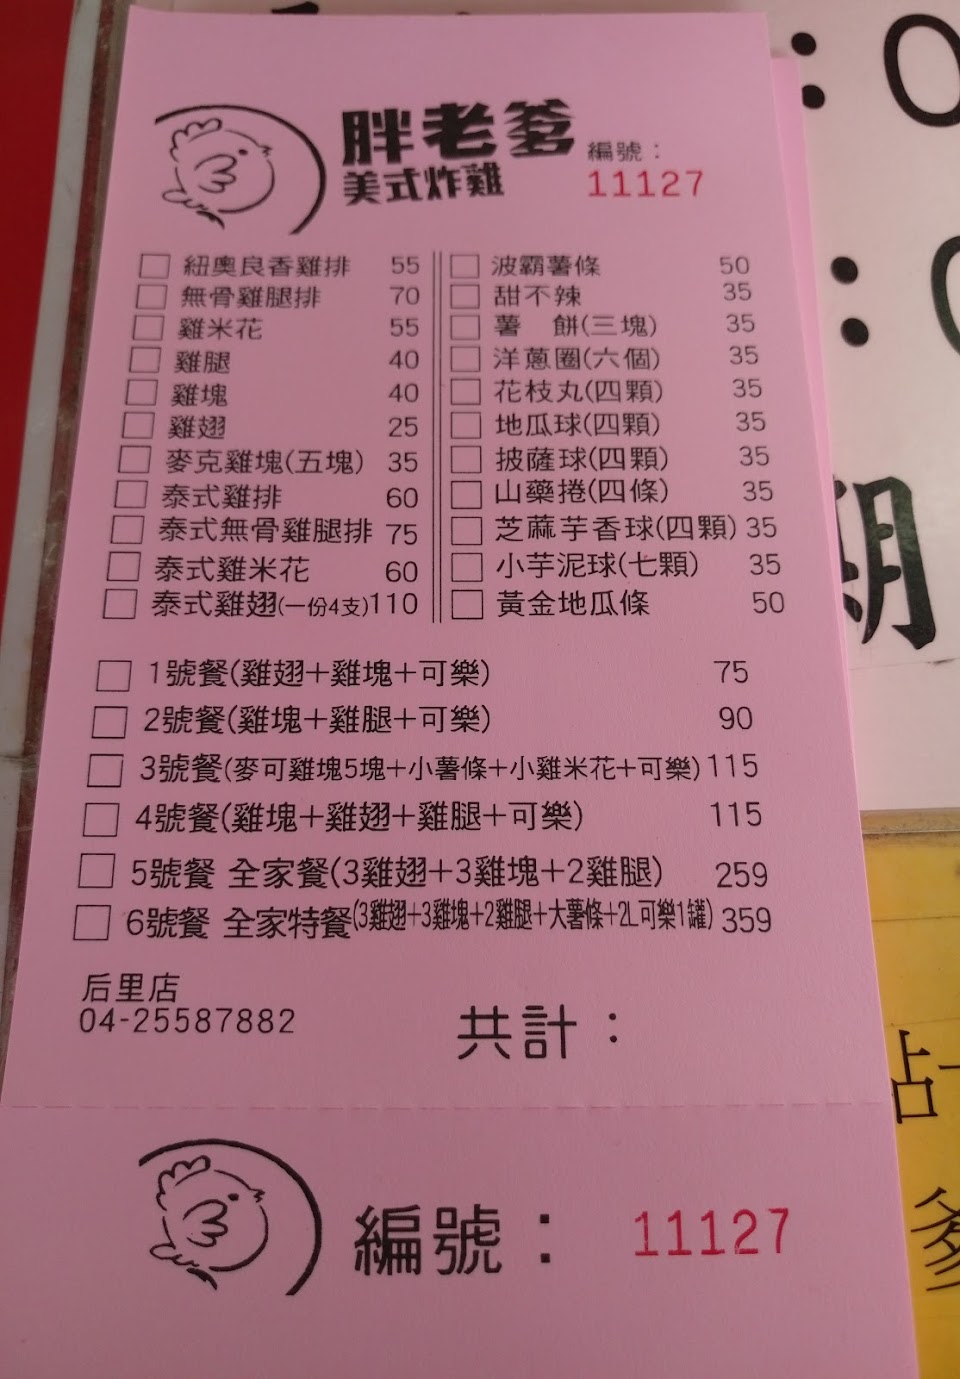 胖老爹
美式炸雞
編號：
11127
紐奧良香雞排 55
無骨雞腿排 70
雞米花 55
雞腿 40
雞塊 40
雞翅 25
麥克雞塊(五塊) 35
泰式雞排 60
泰式無骨雞腿排 75
泰式雞米花 60
泰式雞翅(一份4支)110
波霸薯條 50
甜不辣 35
薯 餅(三塊) 35
洋蔥圈(六個) 35
花枝丸(四顆) 35
地瓜球(四顆) 35
披薩球(四顆) 35
山藥捲(四條) 35
芝蔴芋香球(四顆) 35
小芋泥球(七顆) 35
黃金地瓜條 50
1號餐(雞翅+雞塊+可樂) 75
2號餐(雞塊+雞腿+可樂) 90
3號餐(麥可雞塊5塊+小薯條+小雞米花+可樂) 115
4號餐(雞塊+雞翅+雞腿+可樂) 115
5號餐 全家餐(3雞翅+3雞塊+2雞腿) 259
6號餐 全家特餐(3雞翅+3雞塊+2雞腿+大薯條+2L可樂1罐) 359
后里店
04-25587882
共計：
編號： 11127